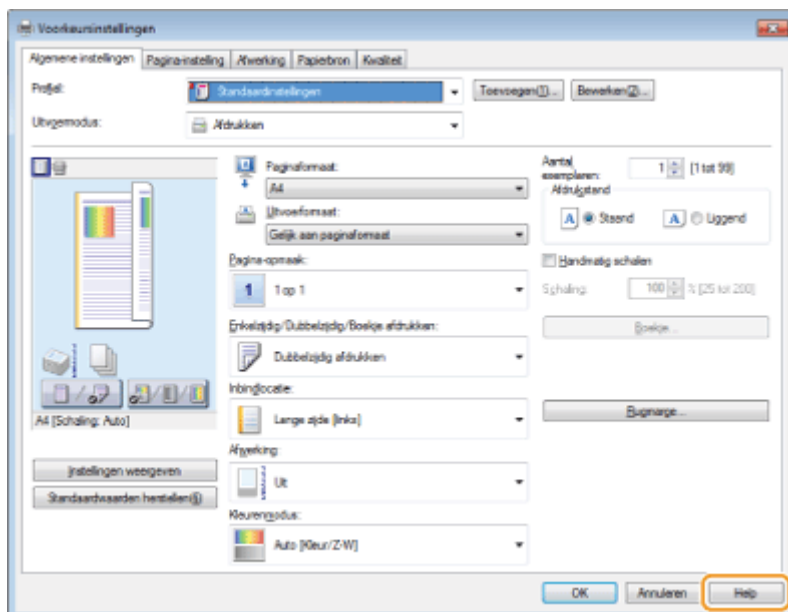 Voorkeursinstellingen
Algemene instellingen Pagina-instelling Afwerking Papierbron Kwaliteit
Profiel: Standaardinstellingen Toevoegen(1)... Bewerken(2)...
Uitvoermodus: Afdrukken
Paginaformaat:
A4
Uitvoerformaat:
Gelijk aan paginaformaat
Aantal exemplaren: 1 [1 tot 99]
Afdrukstand
A Staand A Liggend
Pagina-opmaak:
1 1 op 1
Handmatig schalen
Schaling: 100 % [25 tot 200]
Enkelzijdig/Dubbelzijdig/Boekje afdrukken:
Dubbelzijdig afdrukken
Boekje...
Inbindlocatie:
Lange zijde [links]
Rugmarge...
A4 [Schaling: Auto]
Afwerking:
Uit
Instellingen weergeven
Standaardwaarden herstellen(5)
Kleurenmodus:
Auto [Kleur/Z-W]
OK Annuleren Help